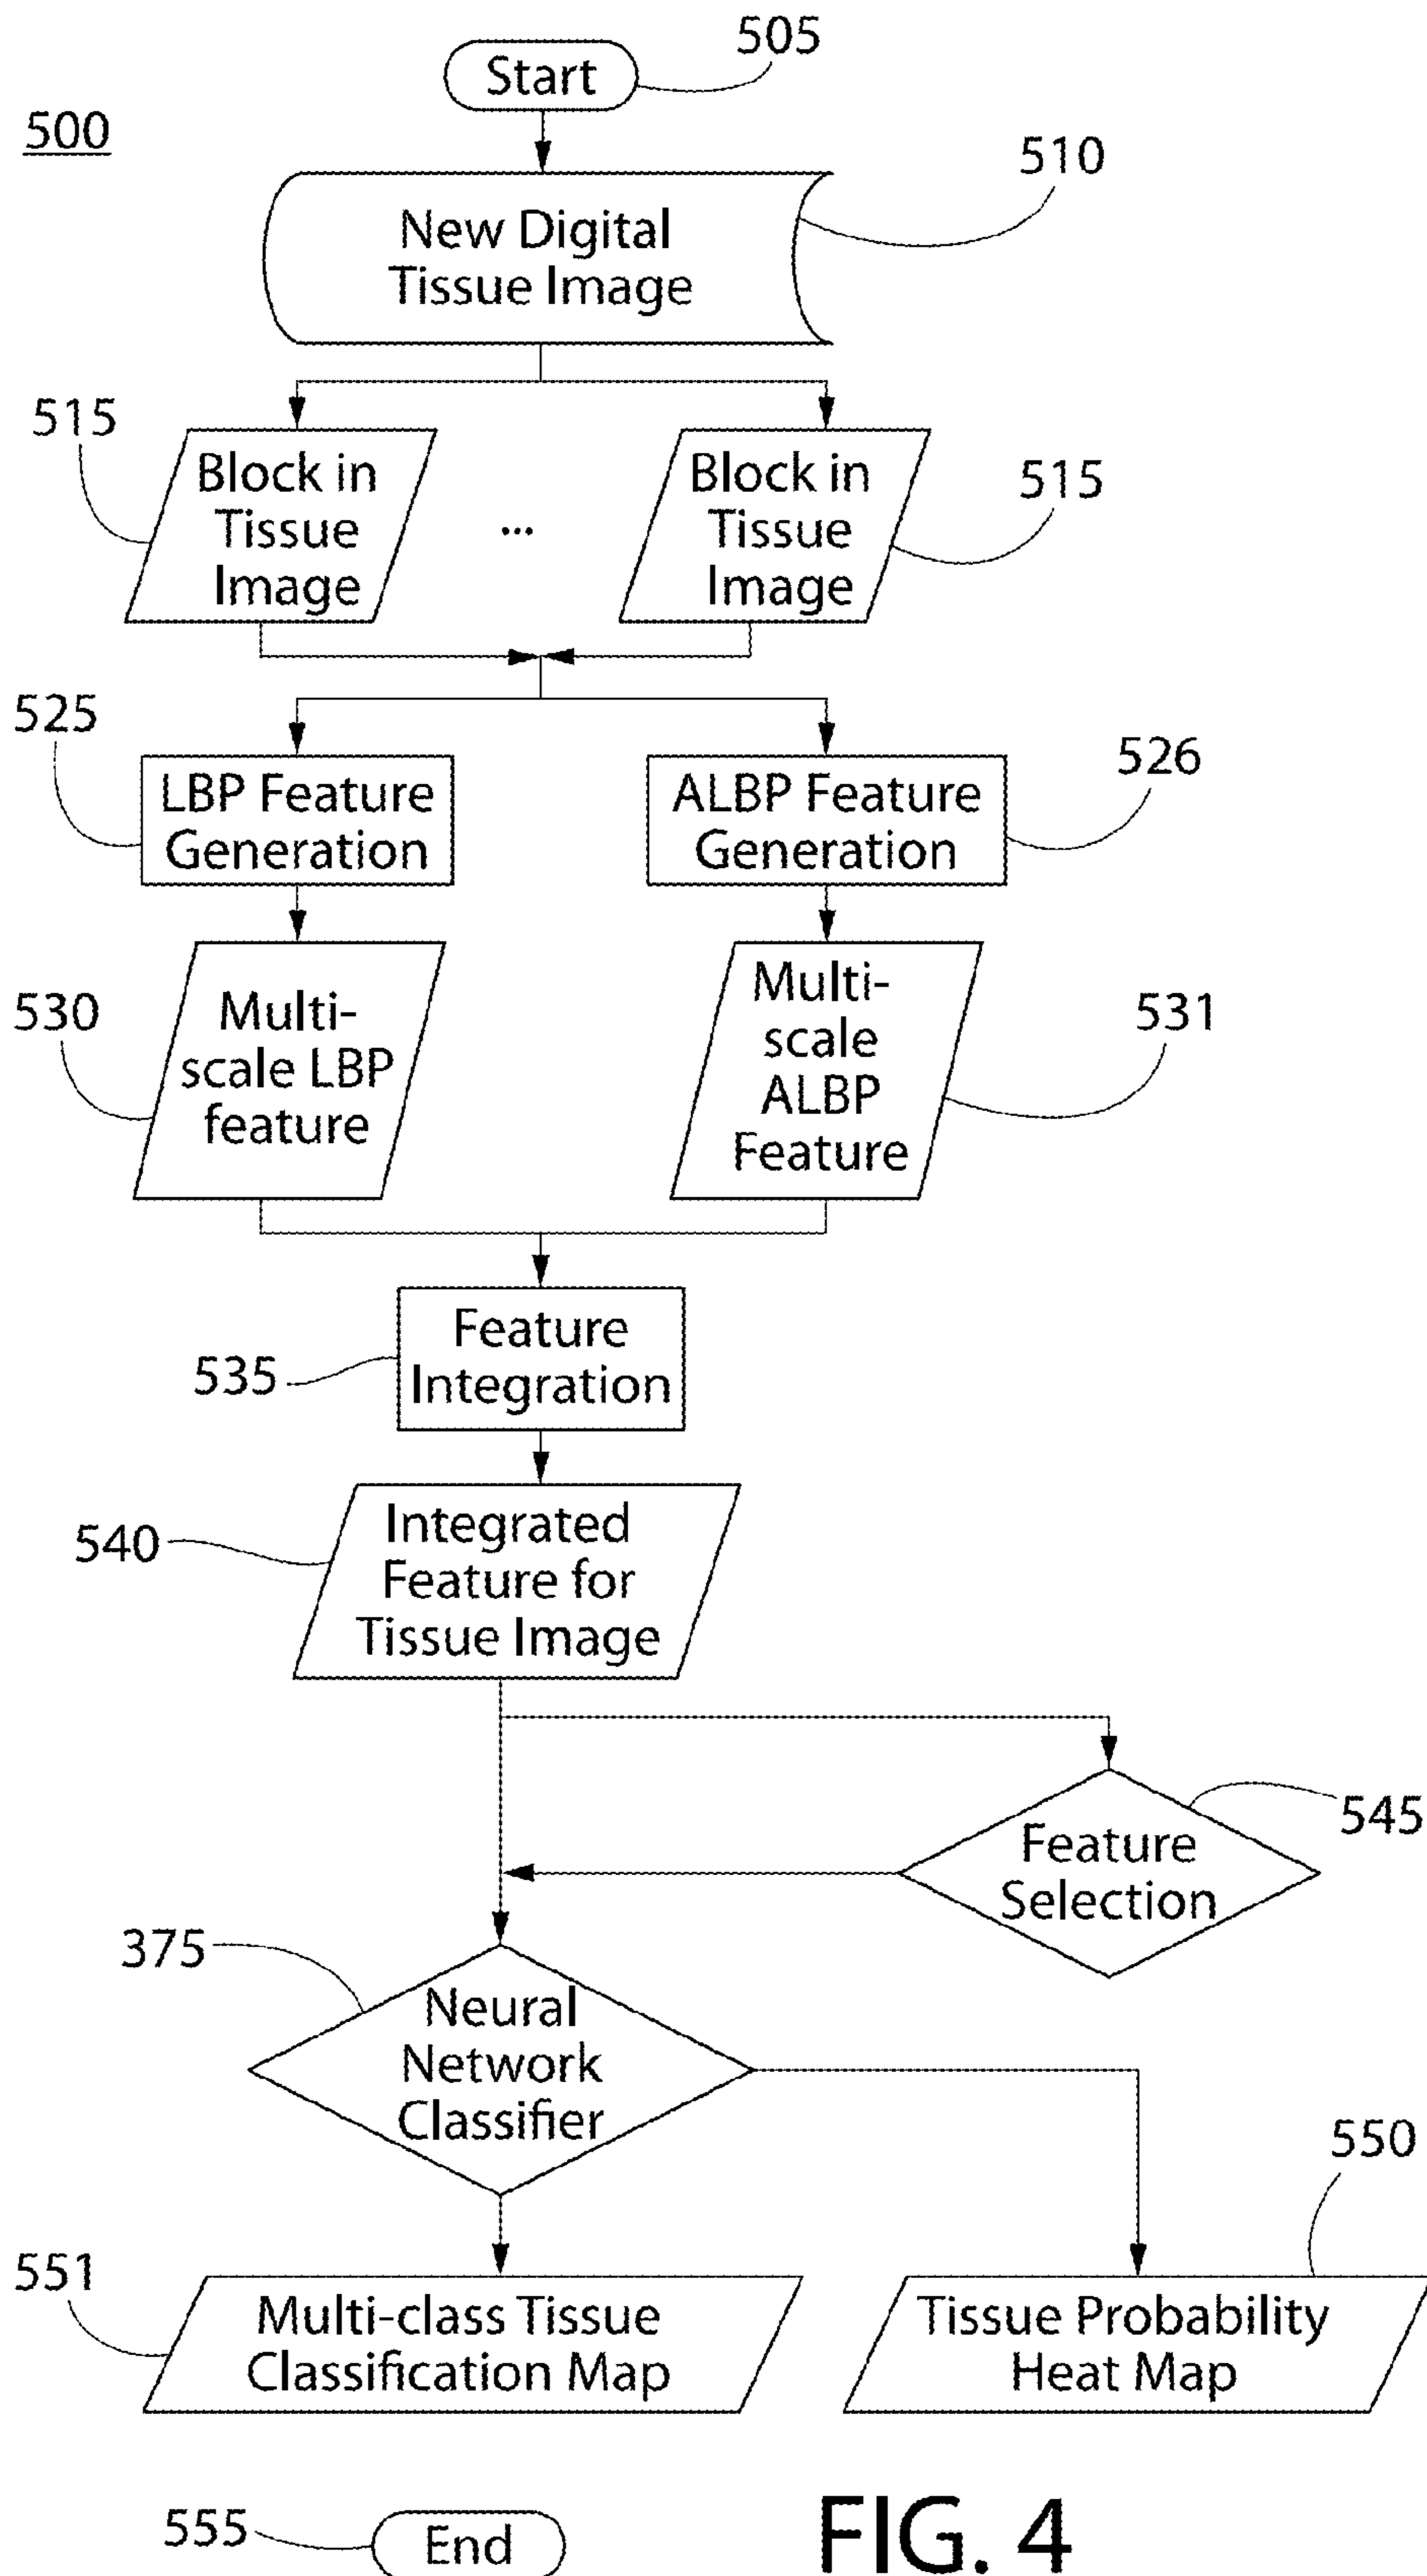 505
Start
500
510
New Digital
Tissue Image
515
Block in
Tissue
Image
...
Block in
Tissue
Image
515
525
LBP Feature
Generation
ALBP Feature
Generation
526
530
Multi-
scale LBP
feature
Multi-
scale
ALBP
Feature
531
535
Feature
Integration
540
Integrated
Feature for
Tissue Image
545
Feature
Selection
375
Neural
Network
Classifier
550
551
Multi-class Tissue
Classification Map
Tissue Probability
Heat Map
555
End
FIG. 4